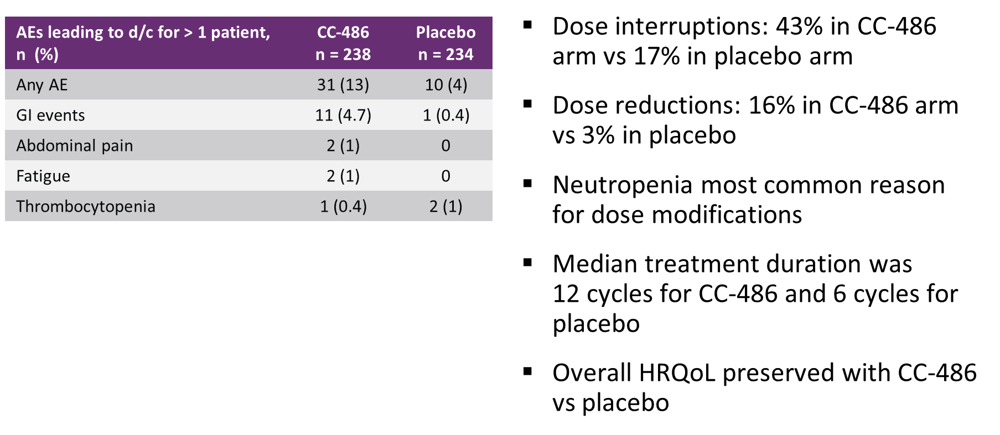 AEs leading to d/c for > 1 patient, n (%) CC-486 n = 238 Placebo n = 234
Any AE 31 (13) 10 (4)
GI events 11 (4.7) 1 (0.4)
Abdominal pain 2 (1) 0
Fatigue 2 (1) 0
Thrombocytopenia 1 (0.4) 2 (1)
▪ Dose interruptions: 43% in CC-486
arm vs 17% in placebo arm
▪ Dose reductions: 16% in CC-486 arm
vs 3% in placebo
▪ Neutropenia most common reason
for dose modifications
▪ Median treatment duration was
12 cycles for CC-486 and 6 cycles for
placebo
▪ Overall HRQoL preserved with CC-486
vs placebo